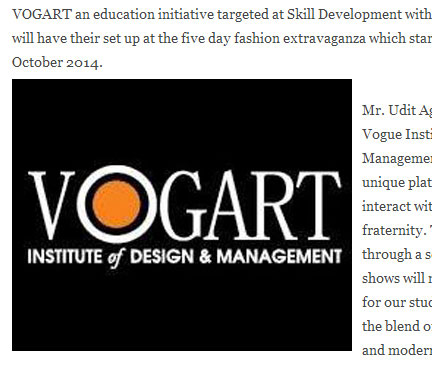 VOGART an education initiative targeted at Skill Development with
will have their set up at the five day fashion extravaganza which star
October 2014.
VOGART
INSTITUTE of DESIGN & MANAGEMENT
Mr. Udit Ag
Vogue Insti
Managemen
unique plat
interact wit
fraternity.
through a s
shows will
for our stud
the blend o
and modern